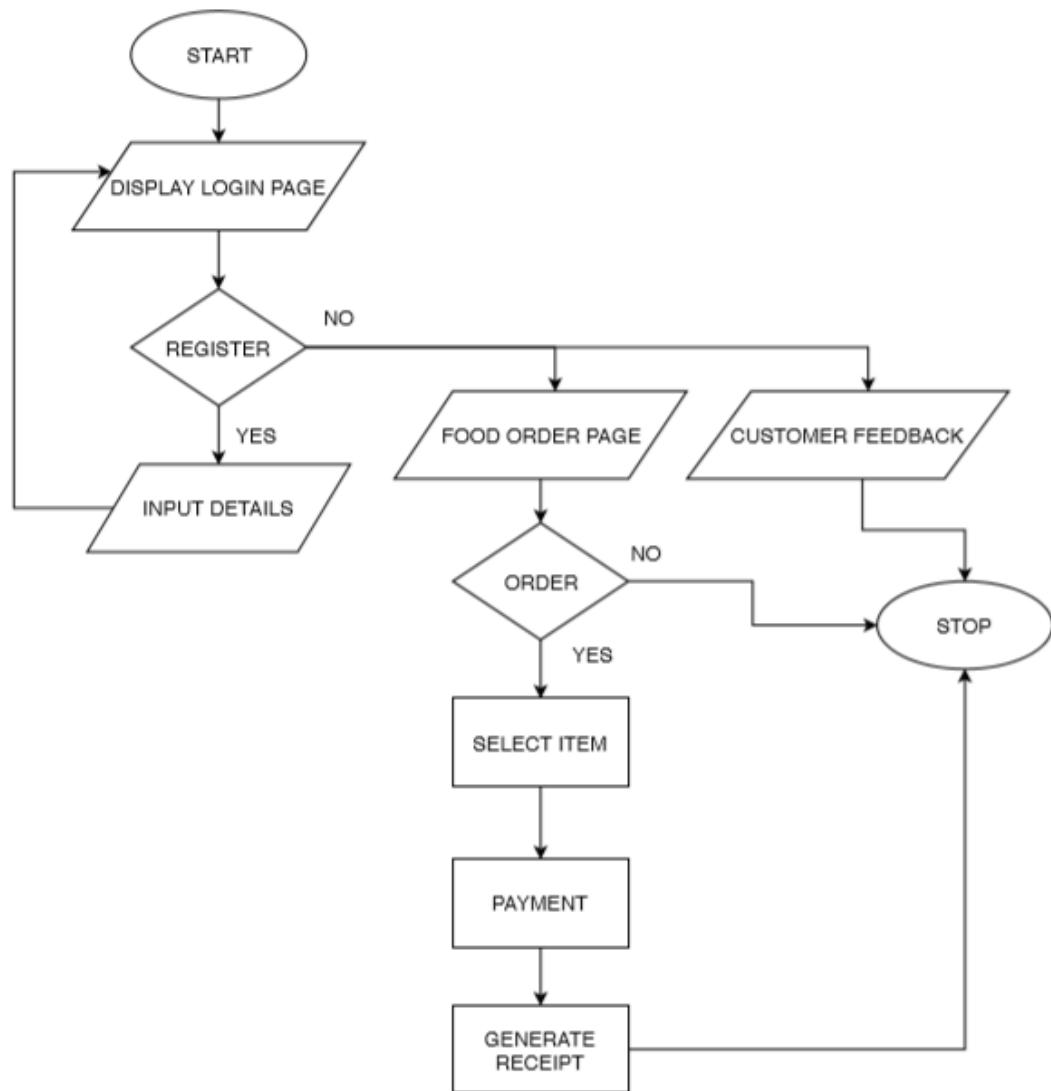 START
DISPLAY LOGIN PAGE
NO
REGISTER
YES
FOOD ORDER PAGE
CUSTOMER FEEDBACK
INPUT DETAILS
NO
ORDER
STOP
YES
SELECT ITEM
PAYMENT
GENERATE
RECEIPT